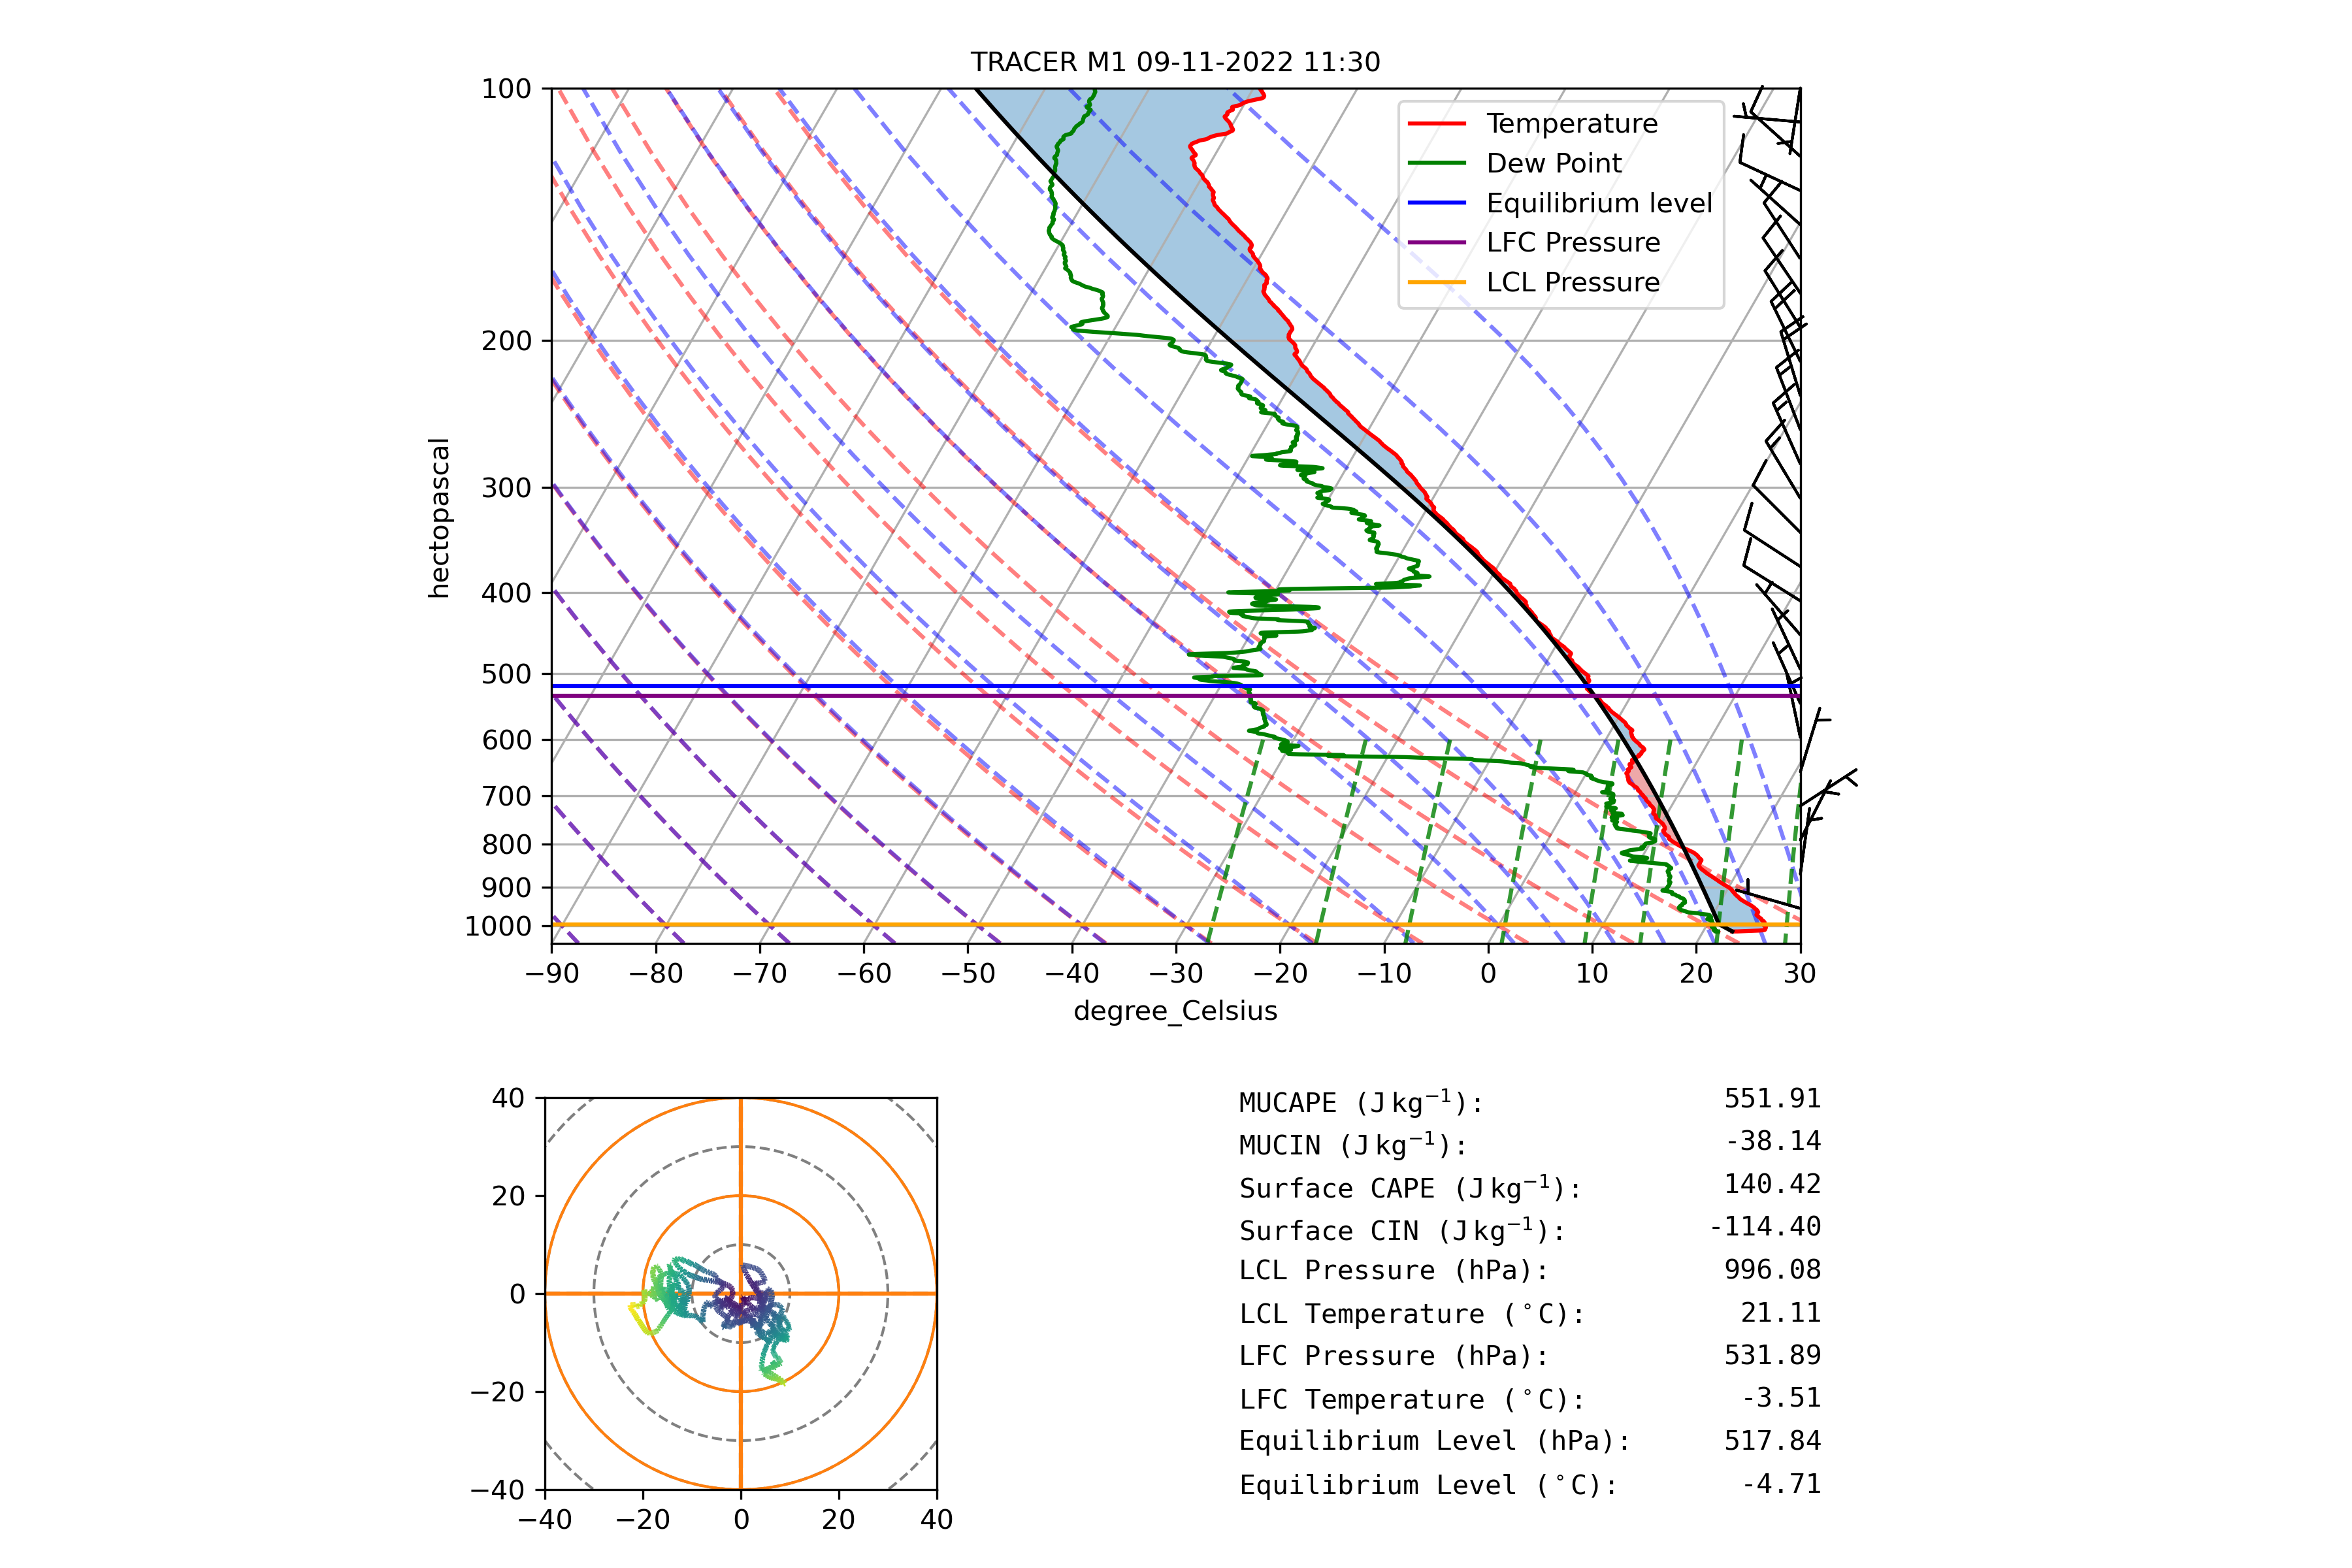 TRACER M1 09-11-2022 11:30
100
200
300
400
500
600
700
800
900
1000
hectopascal
Temperature
Dew Point
Equilibrium level
LFC Pressure
LCL Pressure
−90 −80 −70 −60 −50 −40 −30 −20 −10 0 10 20 30
degree_Celsius
40
20
0
−20
−40
−40 −20 0 20 40
MUCAPE (J kg⁻¹): 551.91
MUCIN (J kg⁻¹): -38.14
Surface CAPE (J kg⁻¹): 140.42
Surface CIN (J kg⁻¹): -114.40
LCL Pressure (hPa): 996.08
LCL Temperature (°C): 21.11
LFC Pressure (hPa): 531.89
LFC Temperature (°C): -3.51
Equilibrium Level (hPa): 517.84
Equilibrium Level (°C): -4.71